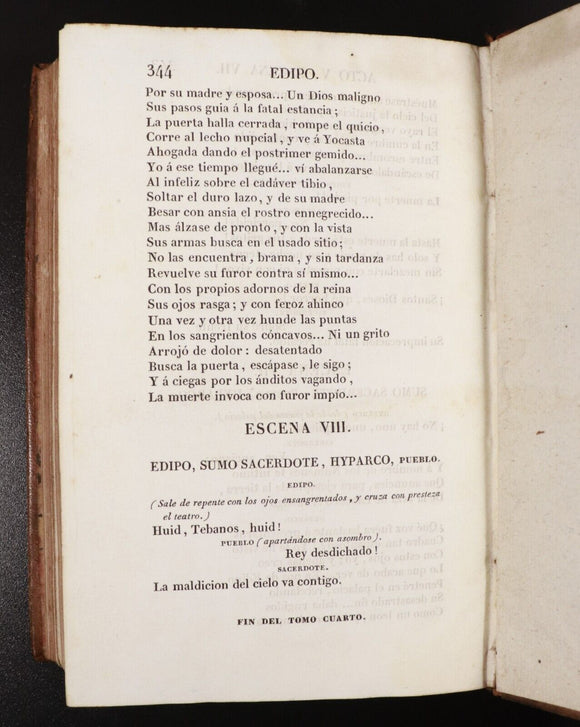 344 EDIPO.
Por su madre y esposa... Un Dios maligno
Sus pasos guia á la fatal estancia;
La puerta halla cerrada, rompe el quicio,
Corre al lecho nupcial, y ve á Yocasta
Ahogada dando el postrimer gemido...
Yo á ese tiempo llegué... ví abalanzarse
Al infeliz sobre el cadáver tibio,
Soltar el duro lazo, y de su madre
Besar con ansia el rostro ennegrecido...
Mas álzase de pronto, y con la vista
Sus armas busca en el usado sitio;
No las encuentra, brama, y sin tardanza
Revuelve su furor contra sí mismo...
Con los propios adornos de la reina
Sus ojos rasga; y con feroz ahinco
Una vez y otra vez hunde las puntas
En los sangrientos cóncavos... Ni un grito
Arrojó de dolor: desatentado
Busca la puerta, escápase, le sigo;
Y á ciegas por los ánditos vagando,
La muerte invoca con furor impío...
ESCENA VIII.
EDIPO, SUMO SACERDOTE, HYPARCO, PUEBLO.
EDIPO.
(Sale de repente con los ojos ensangrentados, y cruza con presteza
el teatro.)
Huid, Tebanos, huid!
PUEBLO (apartándose con asombro).
Rey desdichado!
SACERDOTE.
La maldicion del cielo va contigo.
FIN DEL TOMO CUARTO.